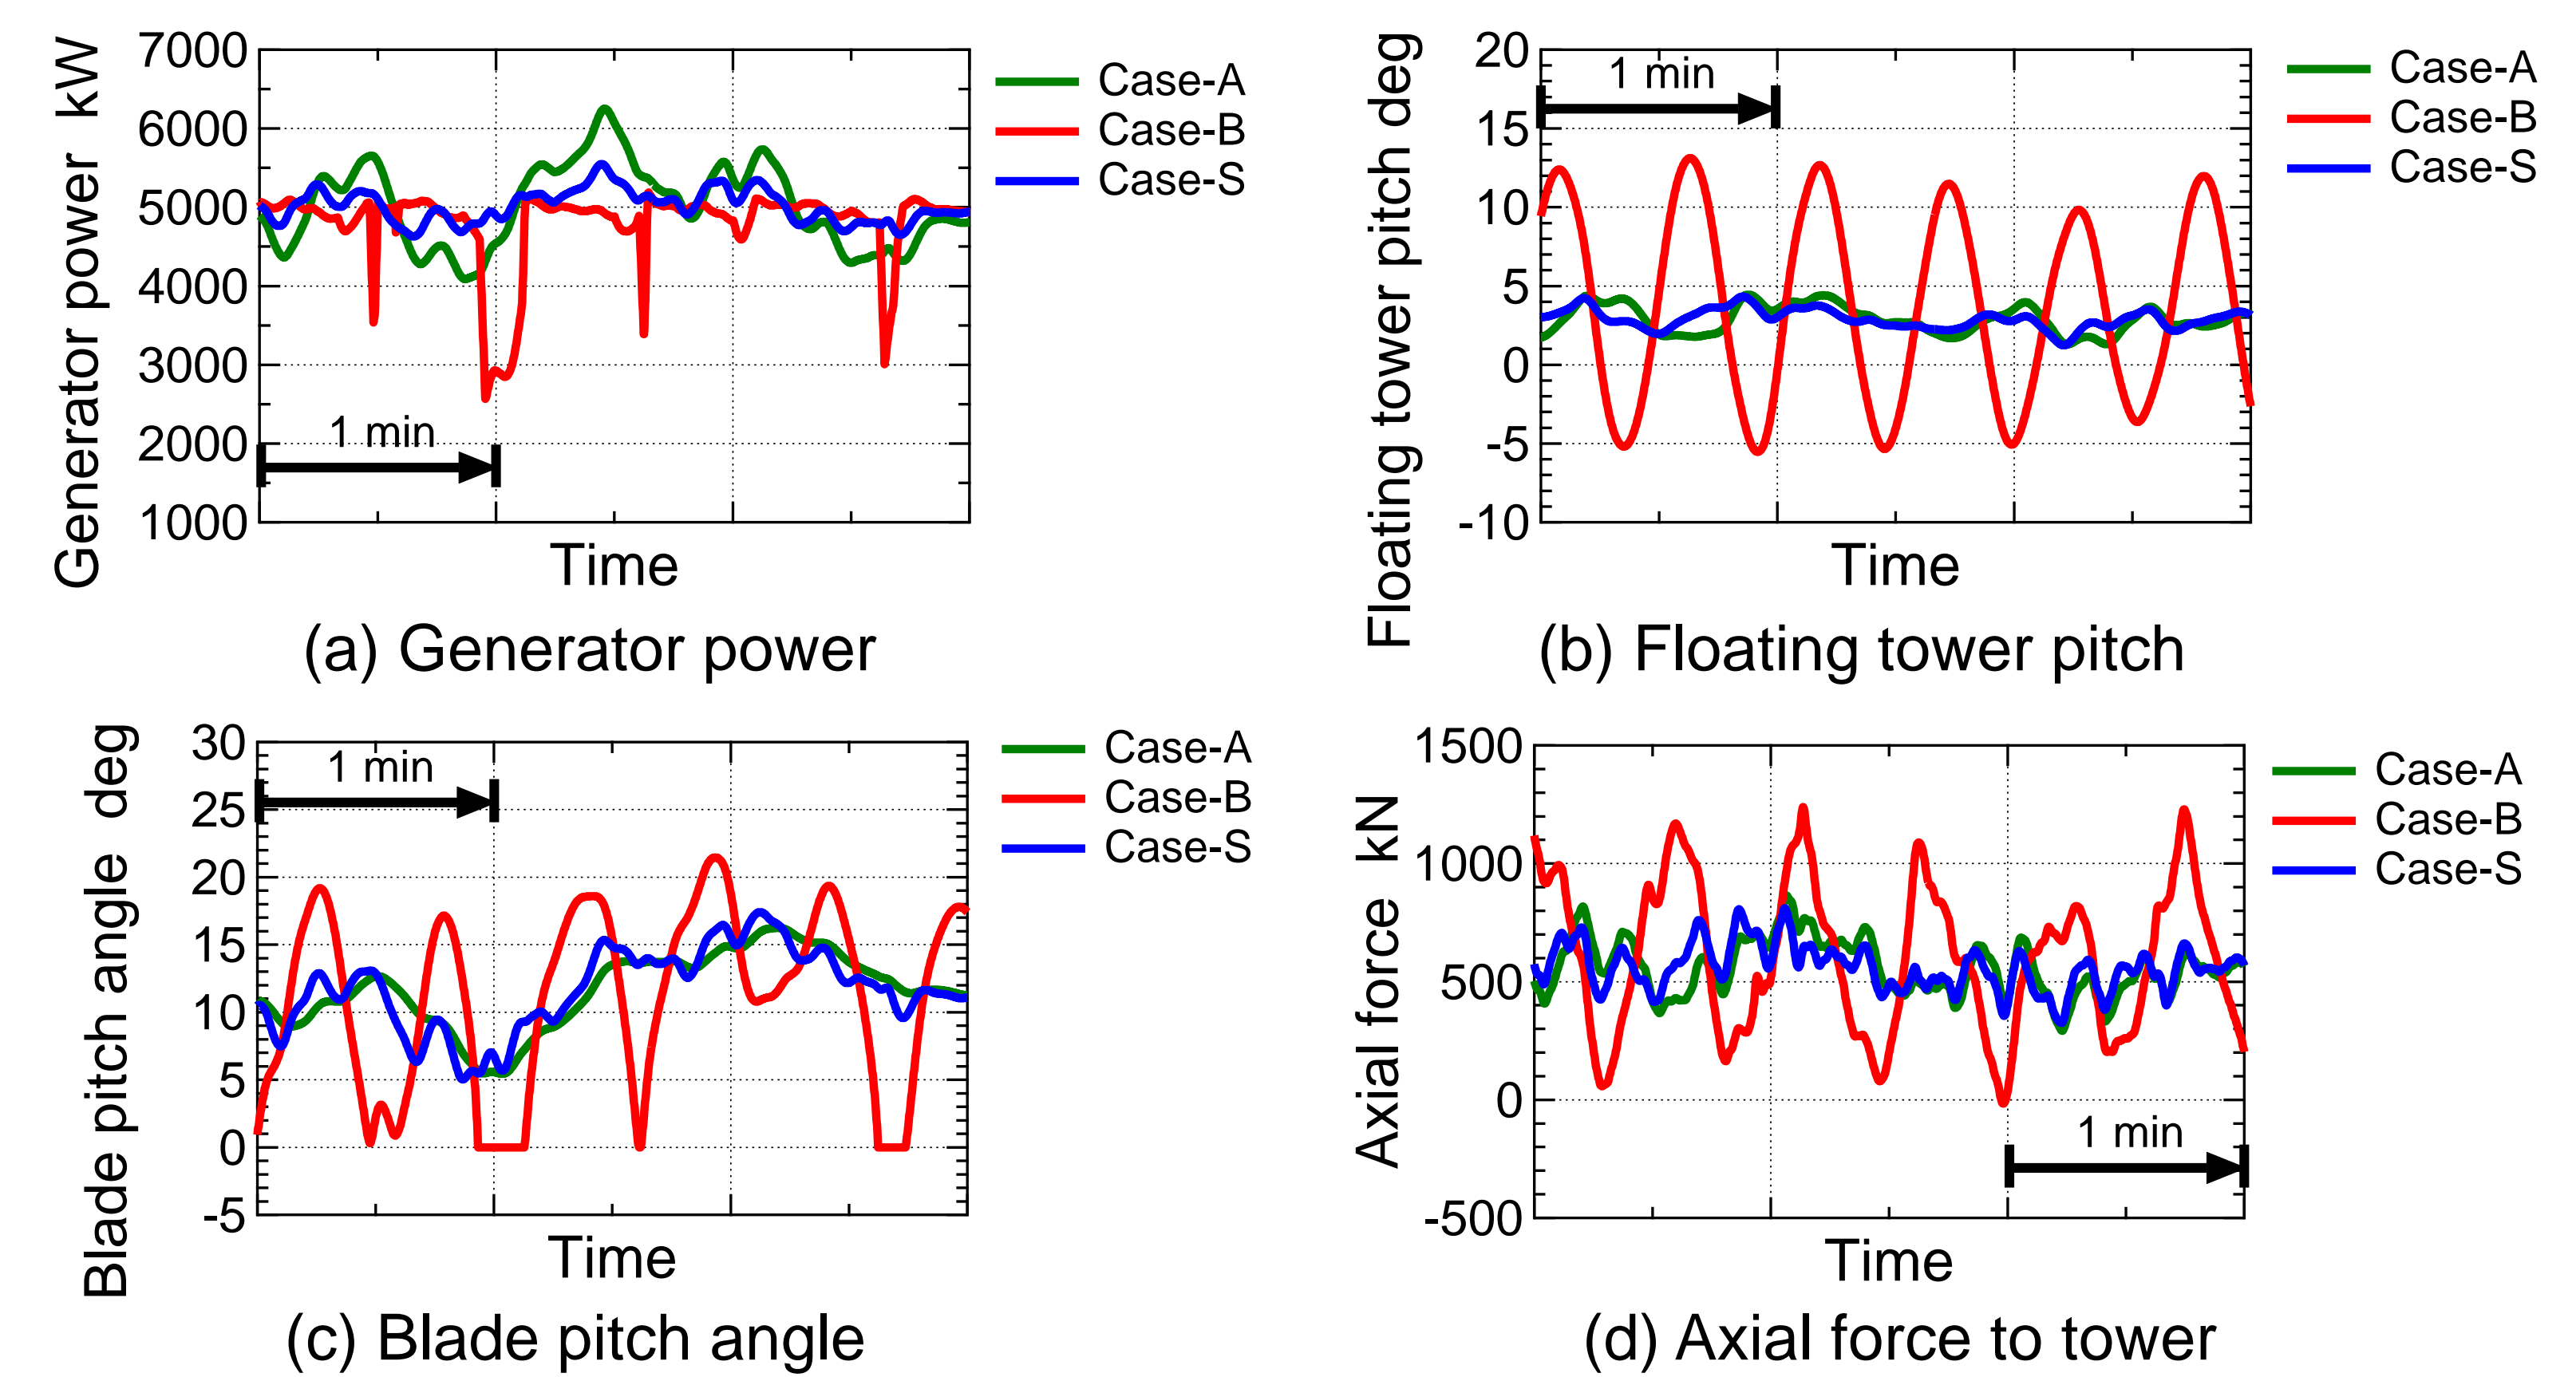 Generator power kW
7000
6000
5000
4000
3000
2000
1000
1 min
Time
Case-A
Case-B
Case-S
(a) Generator power
Floating tower pitch deg
20
15
10
5
0
-5
-10
1 min
Time
Case-A
Case-B
Case-S
(b) Floating tower pitch
Blade pitch angle deg
30
25
20
15
10
5
0
-5
1 min
Time
Case-A
Case-B
Case-S
(c) Blade pitch angle
Axial force kN
1500
1000
500
0
-500
1 min
Time
Case-A
Case-B
Case-S
(d) Axial force to tower